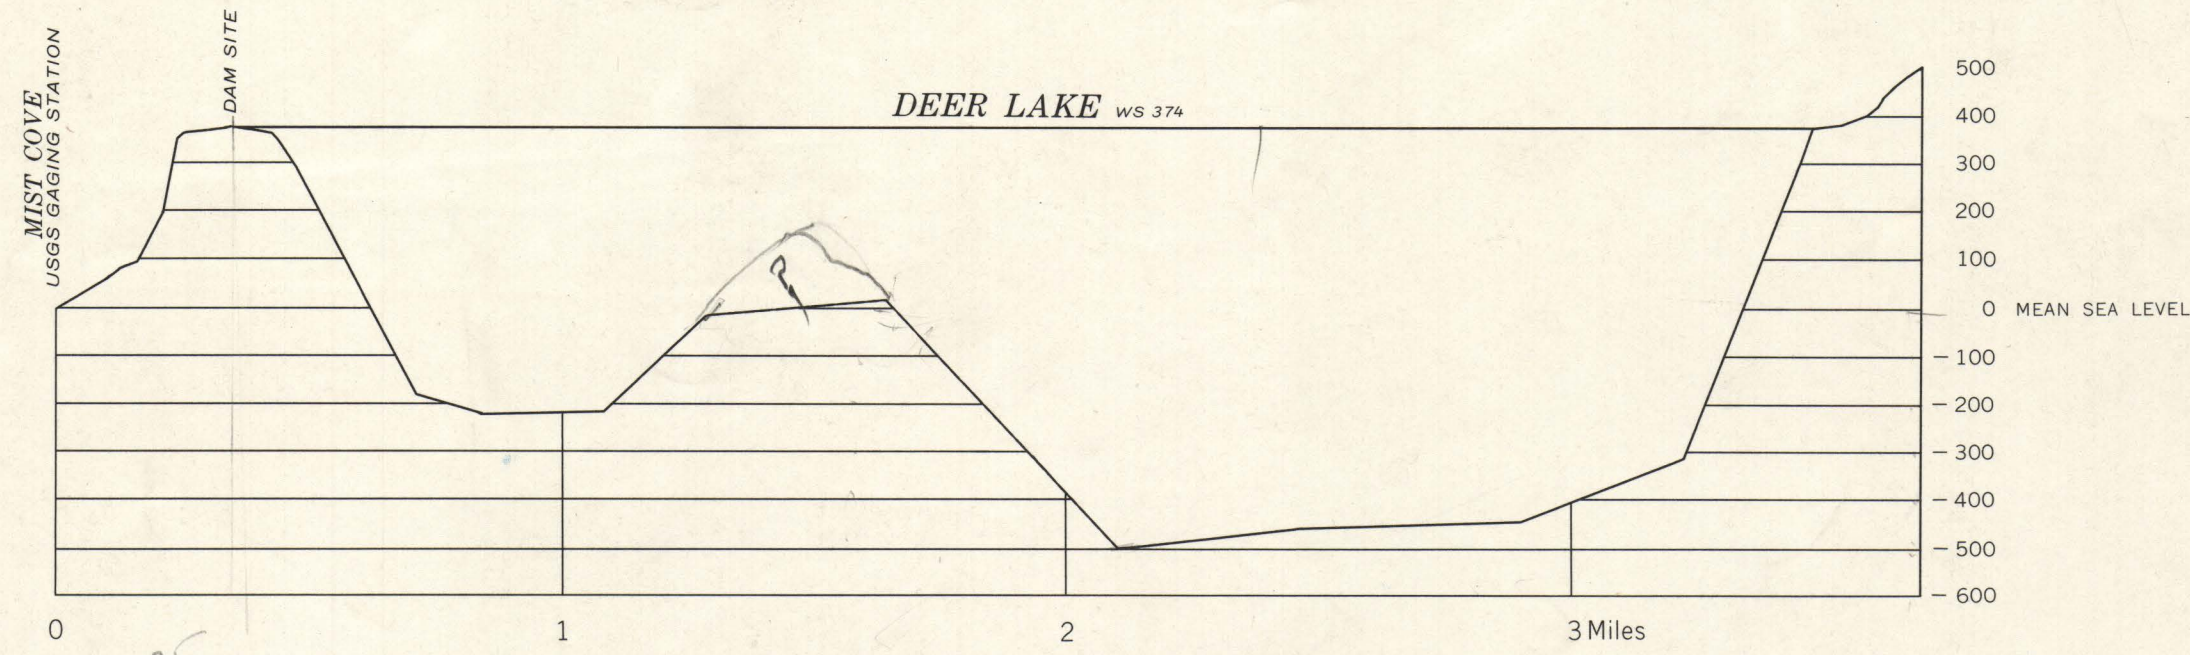 MIST COVE
USGS GAGING STATION
DAM SITE
DEER LAKE WS 374
500
400
300
200
100
0 MEAN SEA LEVEL
-100
-200
-300
-400
-500
-600
0 1 2 3 Miles